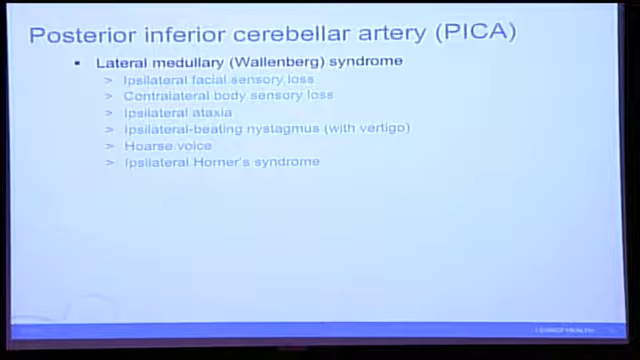 Posterior inferior cerebellar artery (PICA)
▪ Lateral medullary (Wallenberg) syndrome
> Ipsilateral facial sensory loss
> Contralateral body sensory loss
> Ipsilateral ataxia
> Ipsilateral-beating nystagmus (with vertigo)
> Hoarse voice
> Ipsilateral Horner's syndrome